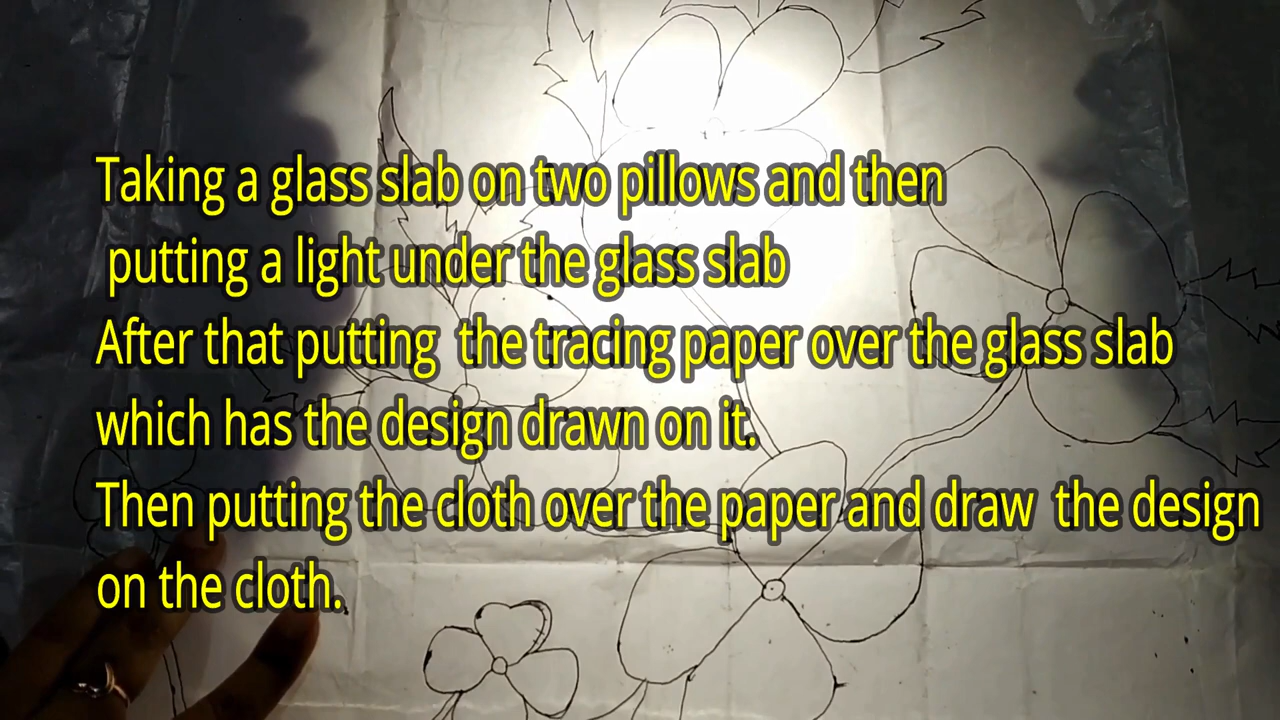 Taking a glass slab on two pillows and then
putting a light under the glass slab
After that putting the tracing paper over the glass slab
which has the design drawn on it.
Then putting the cloth over the paper and draw the design
on the cloth.